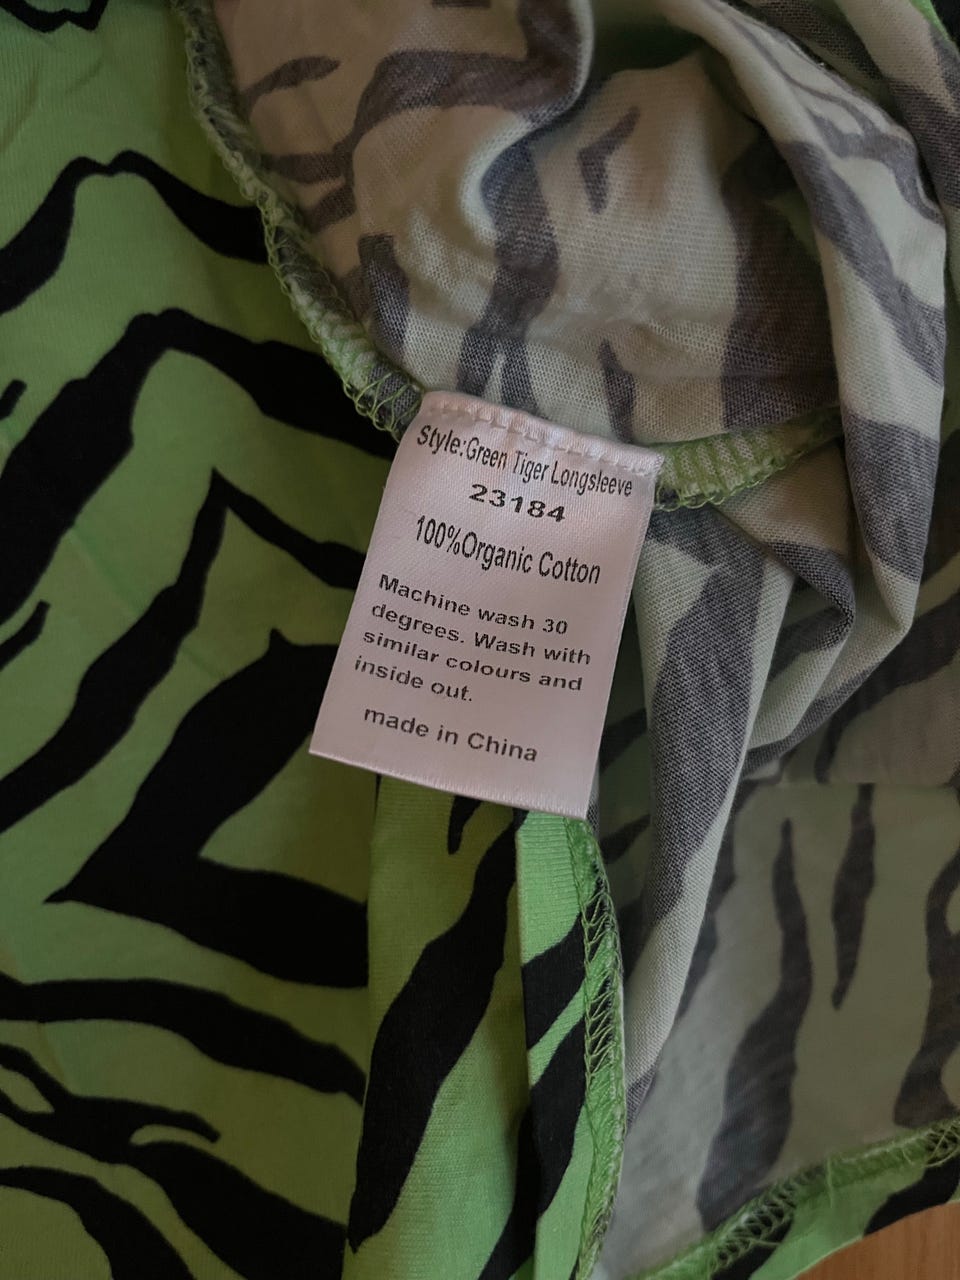 Style:Green Tiger Longsleeve
23184
100%Organic Cotton
Machine wash 30
degrees. Wash with
similar colours and
inside out.
made in China